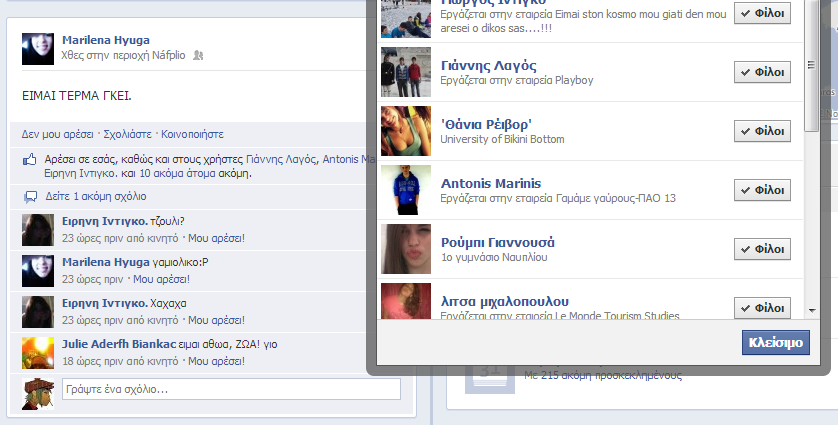 Marilena Hyuga
Χθες στην περιοχή Náfplio
ΕΙΜΑΙ ΤΕΡΜΑ ΓΚΕΙ.
Δεν μου αρέσει · Σχολιάστε · Κοινοποιήστε
Αρέσει σε εσάς, καθώς και στους χρήστες Γιάννης Λαγός, Antonis Ma
Ειρηνη Ιντιγκο. και 10 ακόμα άτομα ακόμη.
Δείτε 1 ακόμη σχόλιο
Ειρηνη Ιντιγκο. τζουλι?
23 ώρες πριν από κινητό · Μου αρέσει!
Marilena Hyuga γαμιολικο:P
23 ώρες πριν · Μου αρέσει!
Ειρηνη Ιντιγκο. Χαχαχα
23 ώρες πριν από κινητό · Μου αρέσει!
Julie Aderfh Biankac ειμαι αθωα, ΖΩΑ! γιο
18 ώρες πριν από κινητό · Μου αρέσει!
Γράψτε ένα σχόλιο...
Γιώργος Ιντιγκο
Εργάζεται στην εταιρεία Eimai ston kosmo mou giati den mou
aresei o dikos sas....!!!
Φίλοι
Γιάννης Λαγός
Εργάζεται στην εταιρεία Playboy
Φίλοι
'Θάνια Ρέιβορ'
University of Bikini Bottom
Φίλοι
Antonis Marinis
Εργάζεται στην εταιρεία Γαμάμε γαύρους-ΠΑΟ 13
Φίλοι
Ρούμπι Γιαννουσά
1ο γυμνάσιο Ναυπλίου
Φίλοι
λιτσα μιχαλοπουλου
Εργάζεται στην εταιρεία Le Monde Tourism Studies
Φίλοι
Κλείσιμο
31
Με 215 ακόμη προσκεκλημένους